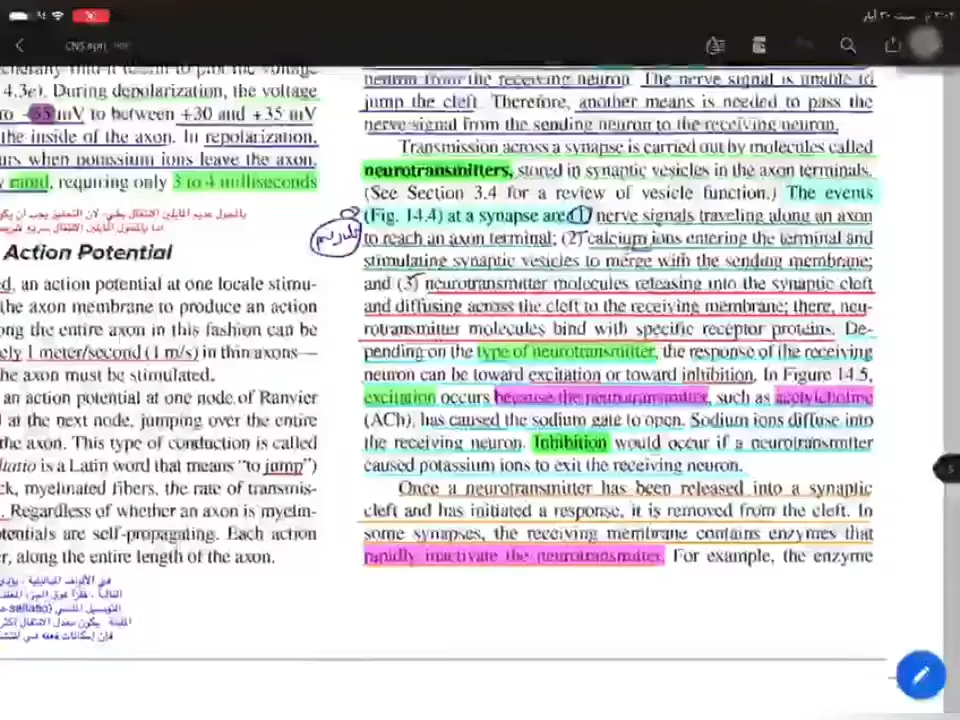 4.3e). During depolarization, the voltage
mV to between +30 and +35 mV
the inside of the axon. In repolarization,
urs when potassium ions leave the axon.
rapid, requiring only 3 to 4 milliseconds
Action Potential
ed, an action potential at one locale stimu-
the axon membrane to produce an action
ong the entire axon in this fashion can be
ely 1 meter/second (1 m/s) in thin axons—
he axon must be stimulated.
an action potential at one node of Ranvier
l at the next node, jumping over the entire
the axon. This type of conduction is called
ltatio is a Latin word that means "to jump")
ck, myelinated fibers, the rate of transmis-
Regardless of whether an axon is myelin-
otentials are self-propagating. Each action
er, along the entire length of the axon.
neuron from the receiving neuron. The nerve signal is unable to
jump the cleft. Therefore, another means is needed to pass the
nerve signal from the sending neuron to the receiving neuron.
Transmission across a synapse is carried out by molecules called
neurotransmitters, stored in synaptic vesicles in the axon terminals.
(See Section 3.4 for a review of vesicle function.) The events
(Fig. 14.4) at a synapse are (1) nerve signals traveling along an axon
to reach an axon terminal; (2) calcium ions entering the terminal and
stimulating synaptic vesicles to merge with the sending membrane;
and (3) neurotransmitter molecules releasing into the synaptic cleft
and diffusing across the cleft to the receiving membrane; there, neu-
rotransmitter molecules bind with specific receptor proteins. De-
pending on the type of neurotransmitter, the response of the receiving
neuron can be toward excitation or toward inhibition. In Figure 14.5,
excitation occurs because the neurotransmitter, such as acetylcholine
(ACh), has caused the sodium gate to open. Sodium ions diffuse into
the receiving neuron. Inhibition would occur if a neurotransmitter
caused potassium ions to exit the receiving neuron.
Once a neurotransmitter has been released into a synaptic
cleft and has initiated a response, it is removed from the cleft. In
some synapses, the receiving membrane contains enzymes that
rapidly inactivate the neurotransmitter. For example, the enzyme